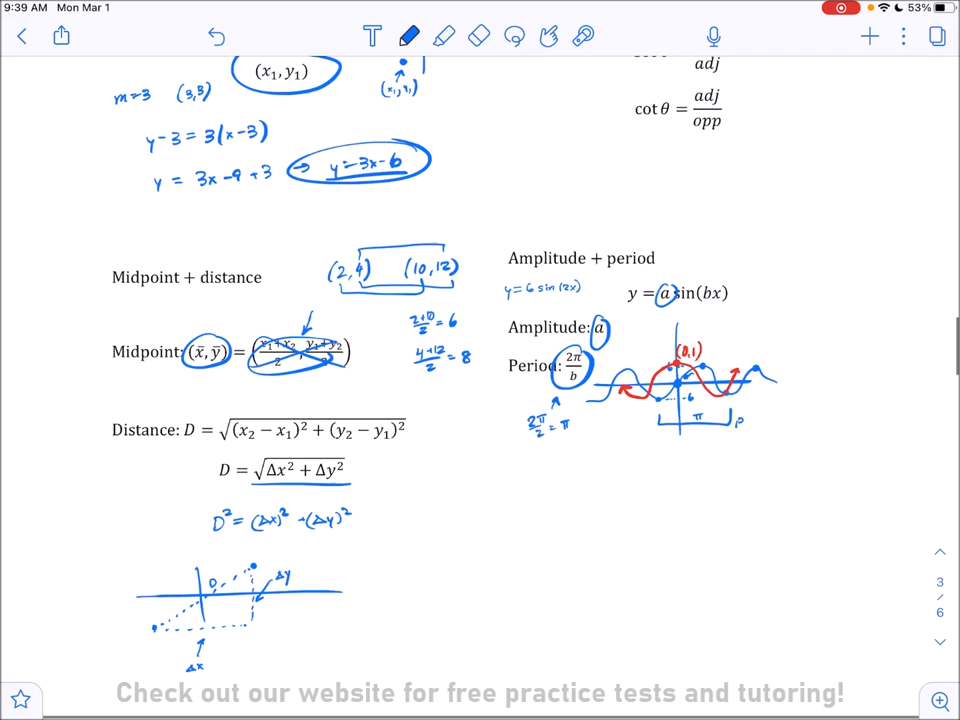 9:39 AM Mon Mar 1
53%
(x₁, y₁)
(x₁, y₁)
m=3 (3,3)
y-3 = 3(x-3)
y = 3x-9+3 → y=3x-6
adj
cot θ = adj/opp
Midpoint + distance
(2,4) (10,12)
Midpoint: (x̄, ȳ) = (x₁+x₂/2, y₁+y₂/2)
2+10/2 = 6
4+12/2 = 8
Distance: D = √(x₂ − x₁)² + (y₂ − y₁)²
D = √Δx² + Δy²
D² = (Δx)² + (Δy)²
D
Δy
Δx
Amplitude + period
y = 6 sin(2x)
y = a sin(bx)
Amplitude: a
Period: 2π/b
2π/2 = π
(0,1)
6
-6
π
P
3
/
6
Check out our website for free practice tests and tutoring!